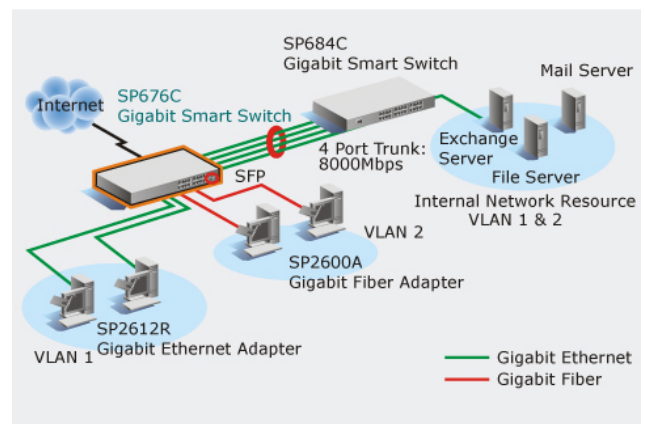 SP684C
Gigabit Smart Switch
Mail Server
Internet
SP676C
Gigabit Smart Switch
Exchange
Server
4 Port Trunk:
8000Mbps
File Server
SFP
Internal Network Resource
VLAN 1 & 2
VLAN 2
SP2600A
Gigabit Fiber Adapter
SP2612R
Gigabit Ethernet Adapter
VLAN 1
Gigabit Ethernet
Gigabit Fiber